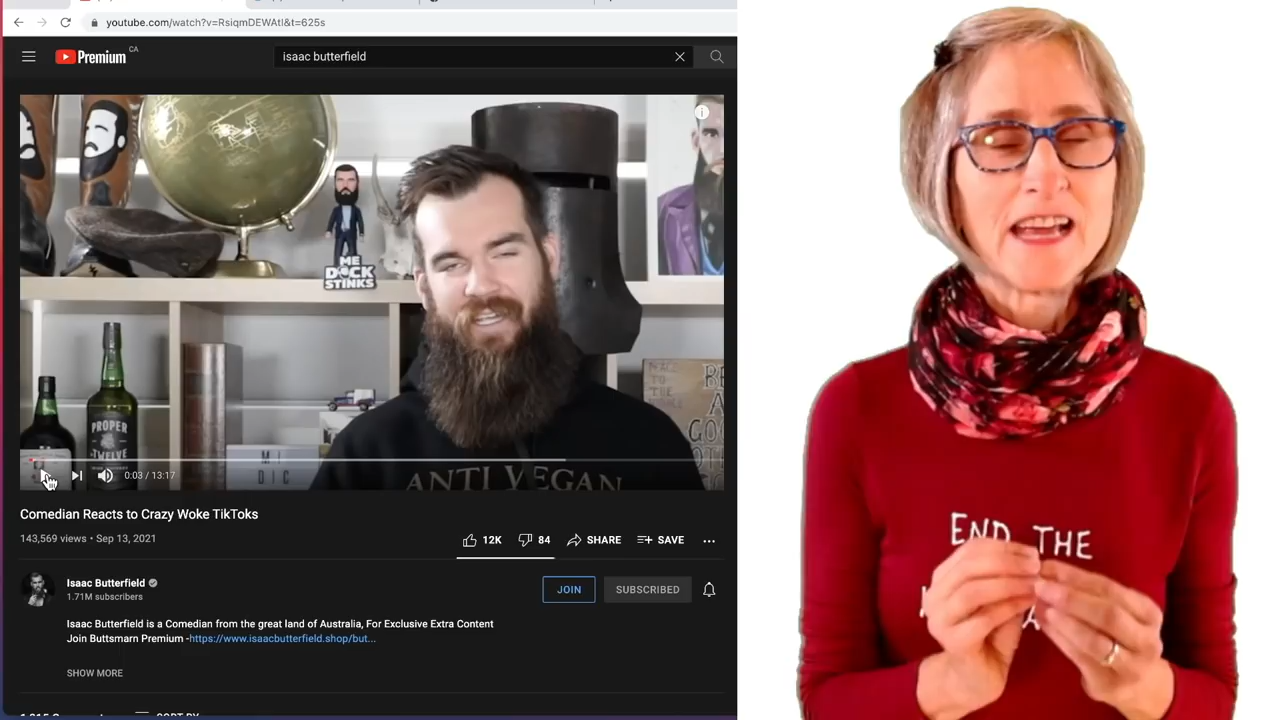 youtube.com/watch?v=RsiqmDEWAtI&t=625s
Premium CA
isaac butterfield
ME
D CK
STINKS
PROPER
TWELVE
ANTI VEGAN
0:03 / 13:17
Comedian Reacts to Crazy Woke TikToks
143,569 views • Sep 13, 2021
12K 84 SHARE SAVE
Isaac Butterfield
1.71M subscribers
JOIN SUBSCRIBED
Isaac Butterfield is a Comedian from the great land of Australia, For Exclusive Extra Content
Join Buttsmarn Premium -https://www.isaacbutterfield.shop/but...
SHOW MORE
END THE